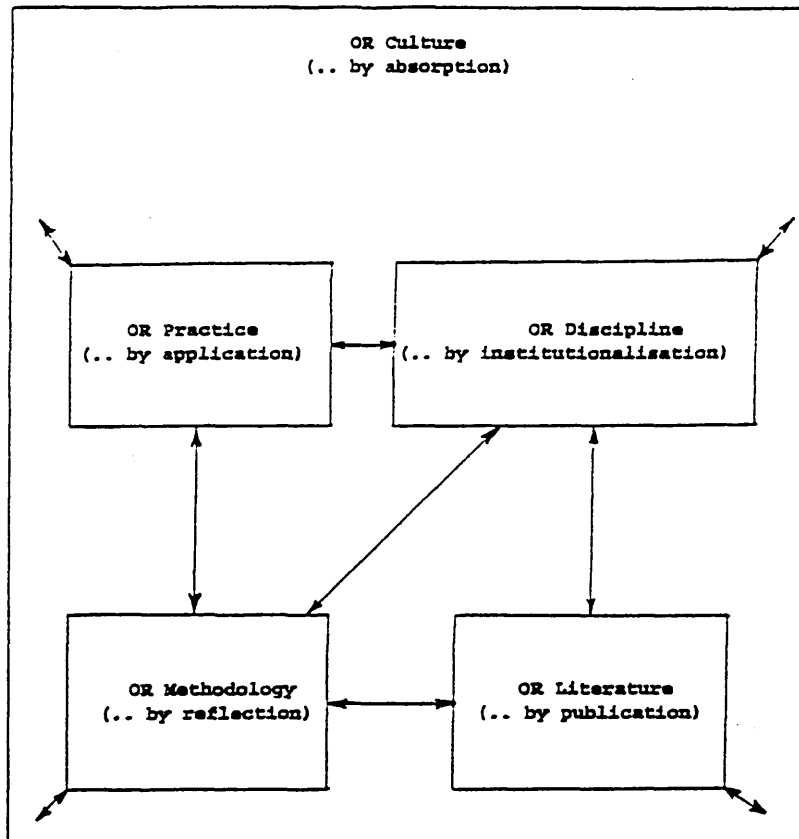 OR Culture
(.. by absorption)
OR Practice
(.. by application)
OR Discipline
(.. by institutionalisation)
OR Methodology
(.. by reflection)
OR Literature
(.. by publication)